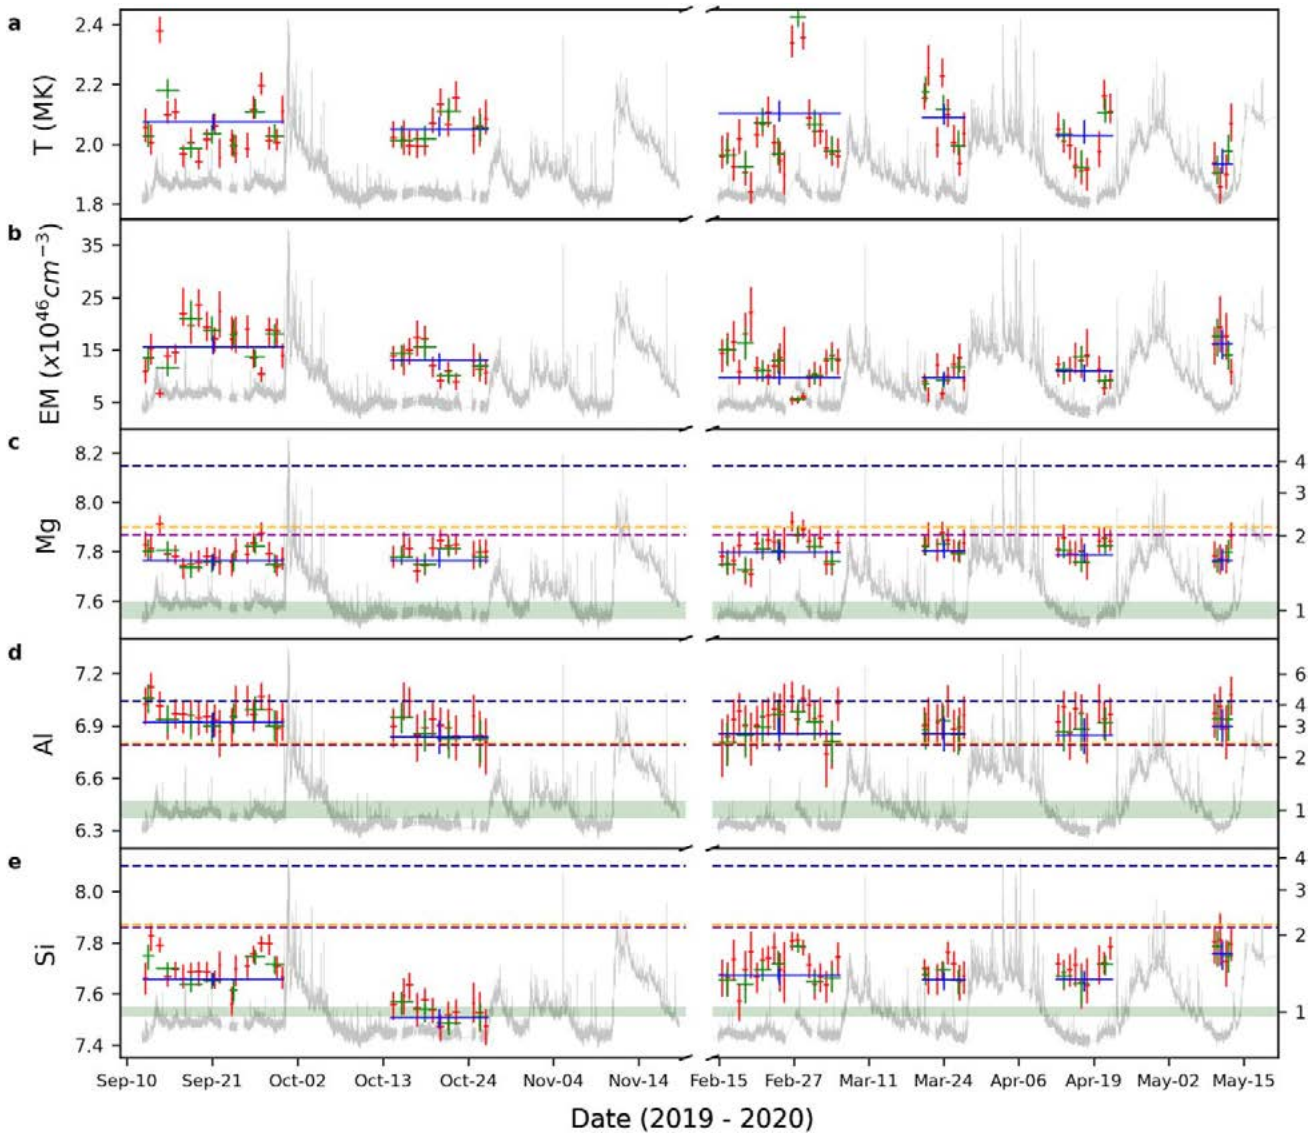 a
T (MK)
2.4
2.2
2.0
1.8
b
EM (x10^{46}cm^{-3})
35
25
15
5
c
Mg
8.2
8.0
7.8
7.6
4
3
2
1
d
Al
7.2
6.9
6.6
6.3
6
4
3
2
1
e
Si
8.0
7.8
7.6
7.4
4
3
2
1
Sep-10 Sep-21 Oct-02 Oct-13 Oct-24 Nov-04 Nov-14 Feb-15 Feb-27 Mar-11 Mar-24 Apr-06 Apr-19 May-02 May-15
Date (2019 - 2020)